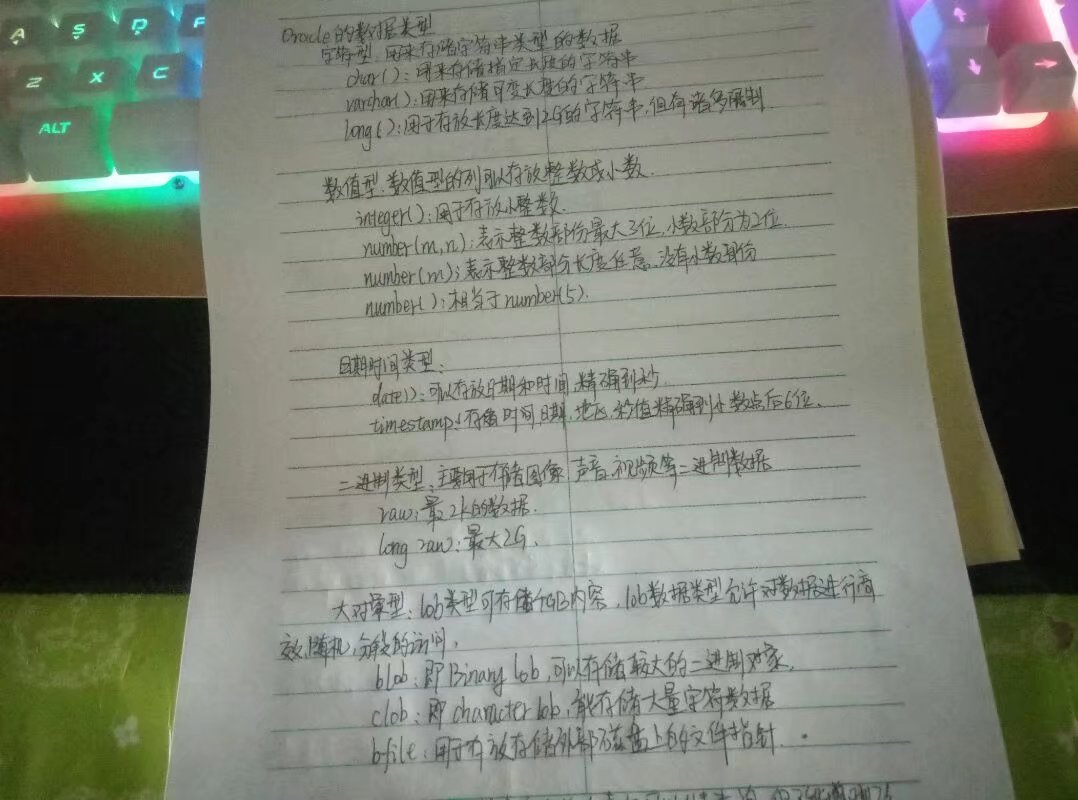 A
S
D
F
Z
X
C
ALT
Oracle的数据类型
字符型:用来存储字符串类型的数据
char():用来存储指定长度的字符串
varchar():用来存储可变长度的字符串
long():用于存放长度达到2G的字符串,但有诸多限制
数值型:数值型的列可以存放整数或小数.
integer():用于存放小整数.
number(m,n):表示整数部份最大3位,小数部分为2位.
number(m):表示整数部分长度任意,没有小数部份
number():相当于number(5).
日期时间类型:
date():可以存放日期和时间,精确到秒.
timestamp:存储时间,日期,地区,秒值精确到小数点后6位.
二进制类型:主要用于存储图像,声音,视频等二进制数据
raw:最2k的数据.
long raw:最大2G.
大对象型:lob类型可存储4GB内容,lob数据类型允许对数据进行高
效,随机,分段的访问.
blob:即Binary lob,可以存储较大的二进制对象.
clob:即character lob,能存储大量字符数据
bfile:用于存放存储外部磁盘上的文件指针.